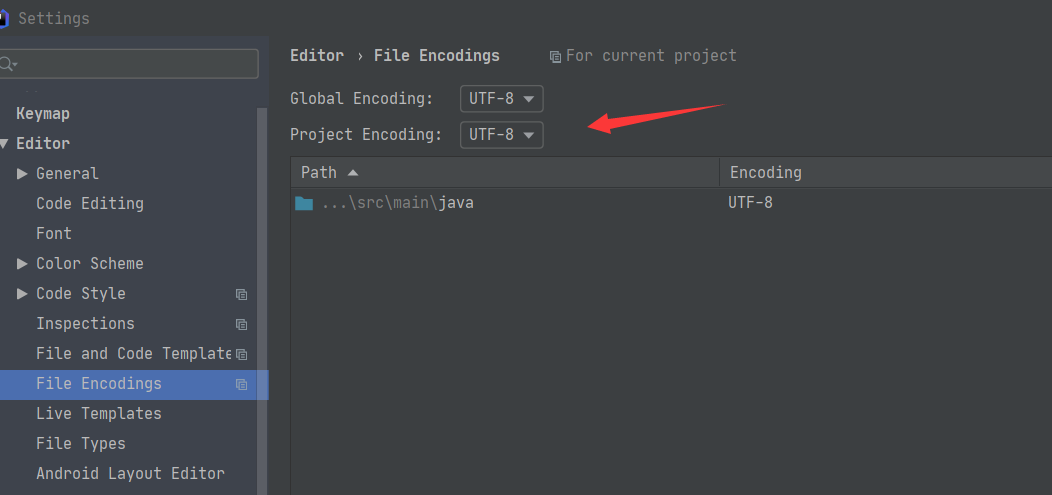 Settings
Keymap
Editor
General
Code Editing
Font
Color Scheme
Code Style
Inspections
File and Code Template
File Encodings
Live Templates
File Types
Android Layout Editor
Editor › File Encodings For current project
Global Encoding: UTF-8
Project Encoding: UTF-8
Path Encoding
...\src\main\java UTF-8